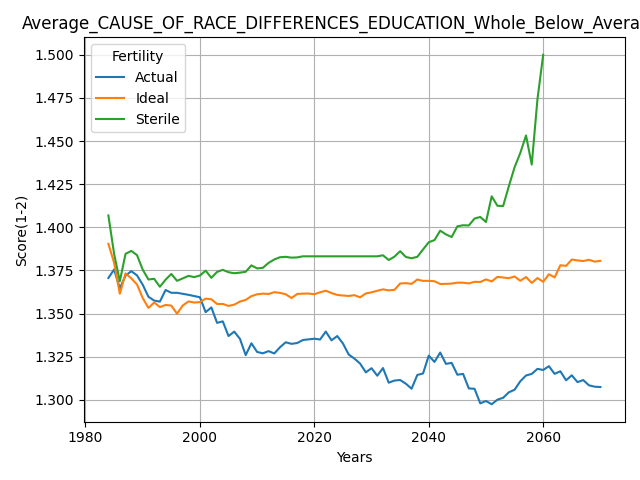 Average_CAUSE_OF_RACE_DIFFERENCES_EDUCATION_Whole_Below_Avera
Fertility
Actual
Ideal
Sterile
1.500
1.475
1.450
1.425
1.400
1.375
1.350
1.325
1.300
Score(1-2)
1980
2000
2020
2040
2060
Years